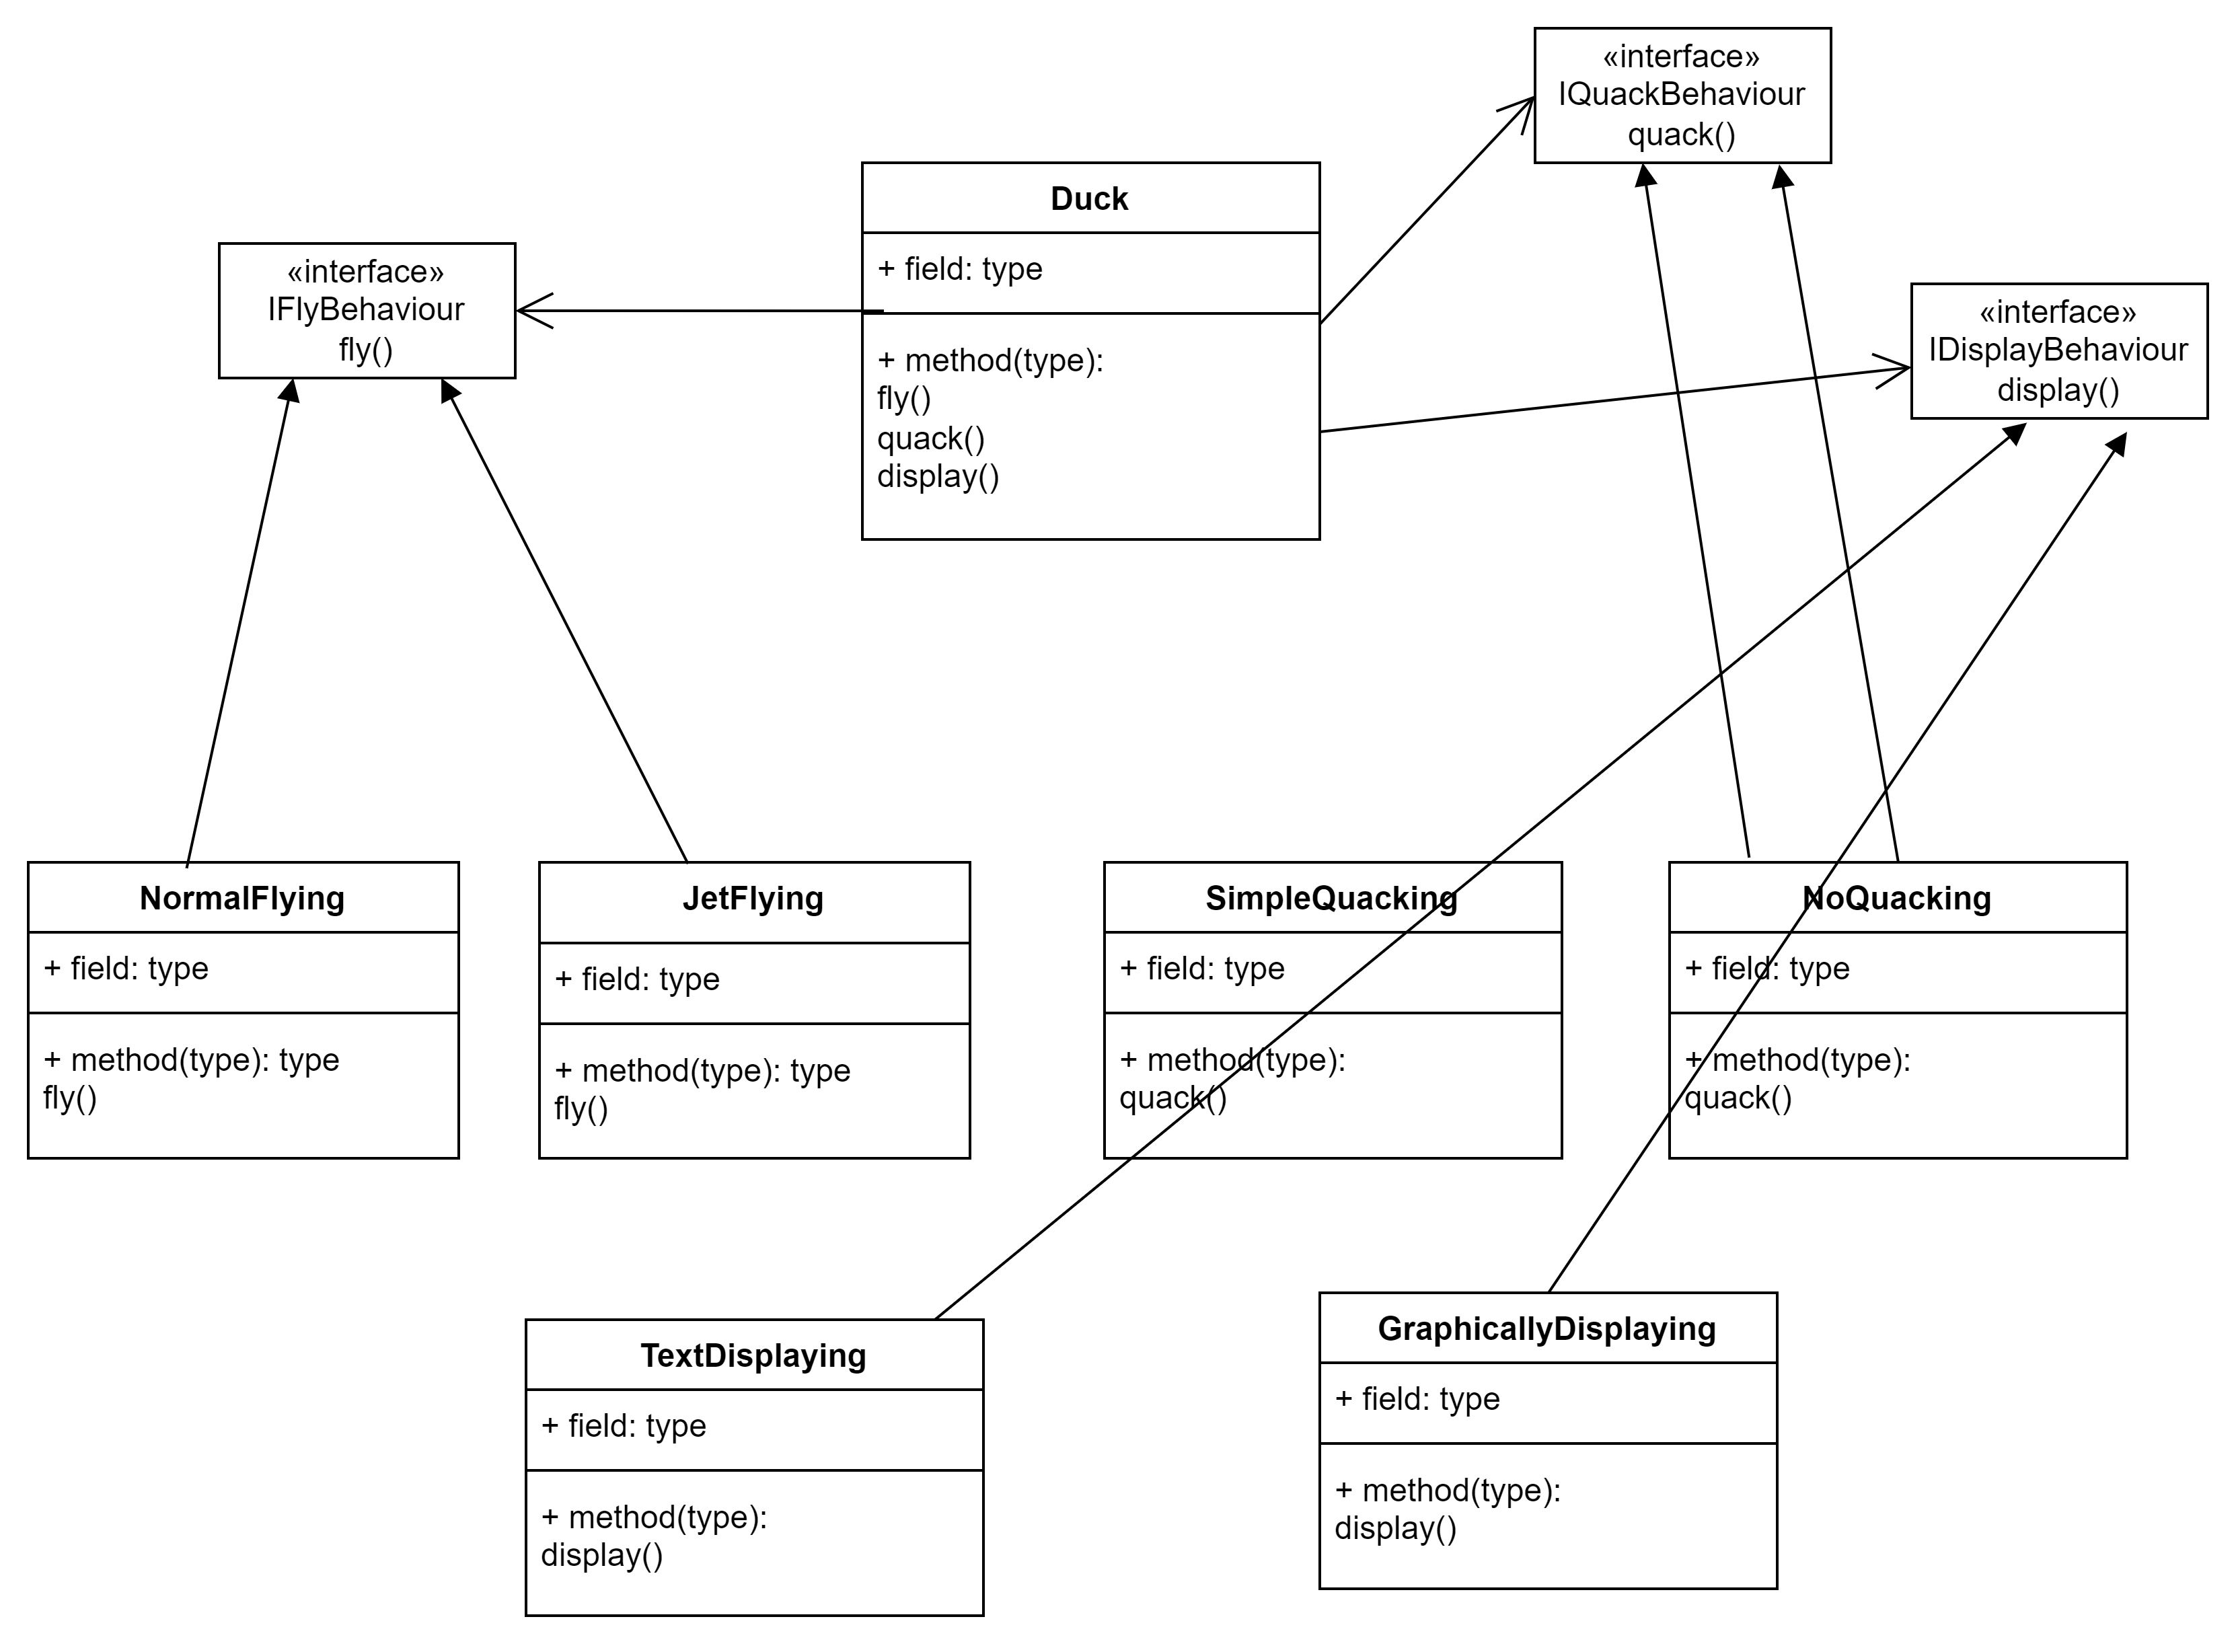 «interface»
IQuackBehaviour
quack()
Duck
+ field: type
+ method(type):
fly()
quack()
display()
«interface»
IFlyBehaviour
fly()
«interface»
IDisplayBehaviour
display()
NormalFlying
+ field: type
+ method(type): type
fly()
JetFlying
+ field: type
+ method(type): type
fly()
SimpleQuacking
+ field: type
+ method(type):
quack()
NoQuacking
+ field: type
+ method(type):
quack()
TextDisplaying
+ field: type
+ method(type):
display()
GraphicallyDisplaying
+ field: type
+ method(type):
display()